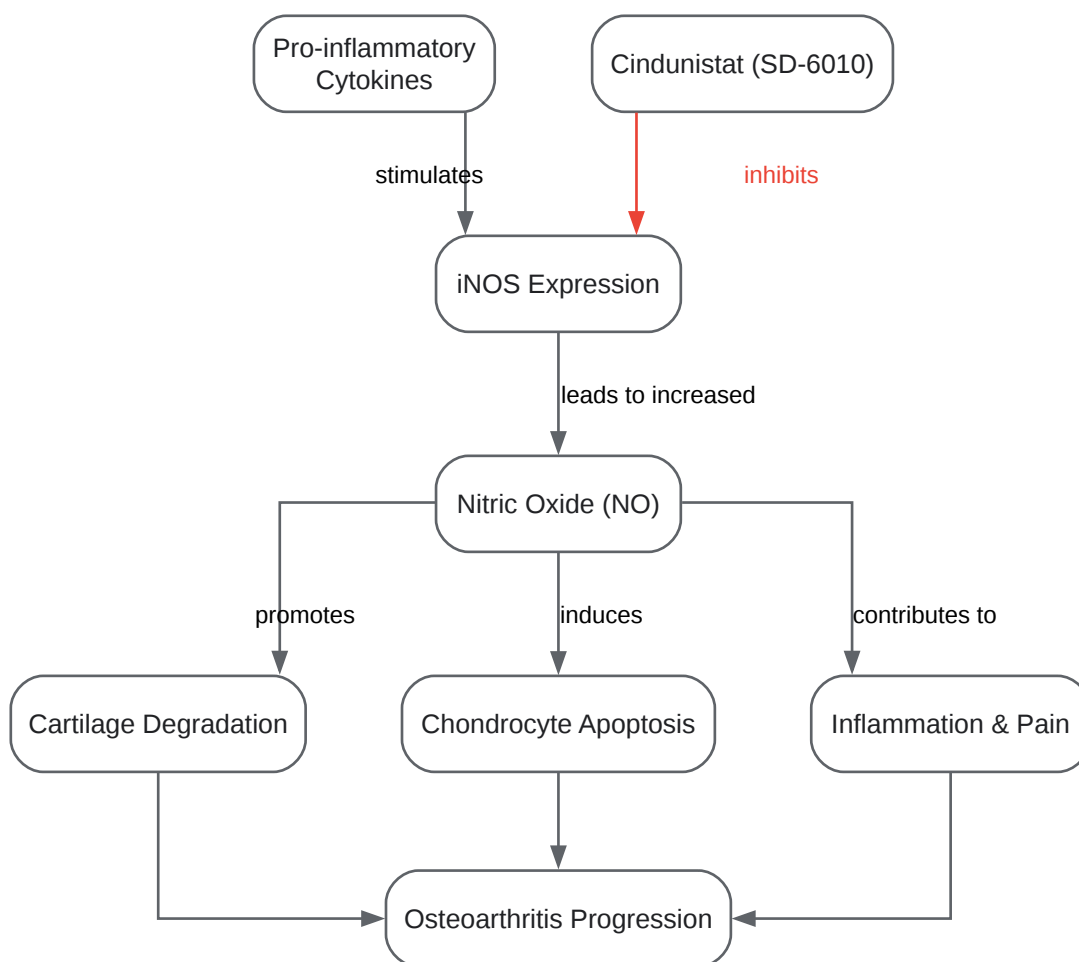 Pro-inflammatory
Cytokines
Cindunistat (SD-6010)
stimulates
inhibits
iNOS Expression
leads to increased
Nitric Oxide (NO)
promotes
induces
contributes to
Cartilage Degradation
Chondrocyte Apoptosis
Inflammation & Pain
Osteoarthritis Progression